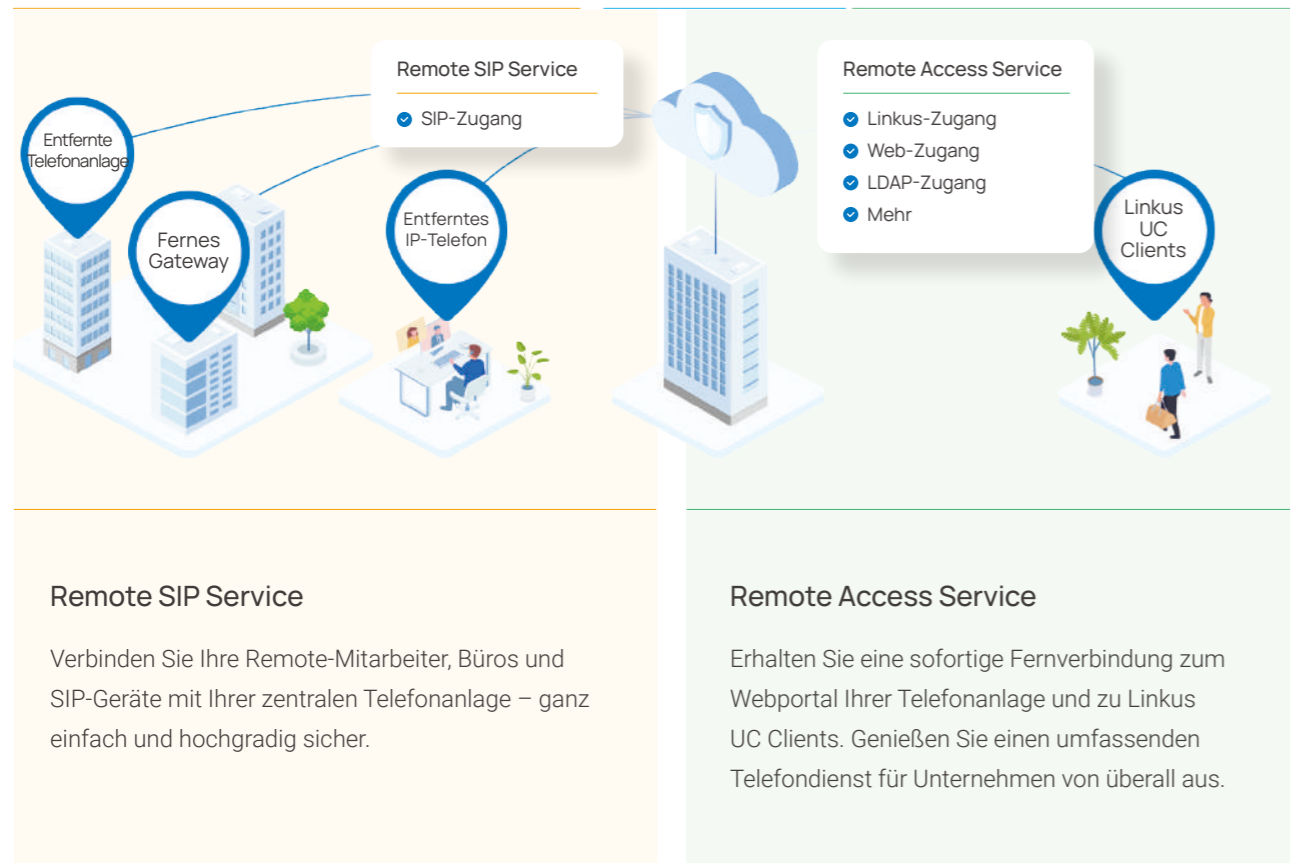 Remote SIP Service
SIP-Zugang
Entfernte
Telefonanlage
Fernes
Gateway
Entferntes
IP-Telefon
Remote Access Service
Linkus-Zugang
Web-Zugang
LDAP-Zugang
Mehr
Linkus
UC
Clients
Remote SIP Service
Verbinden Sie Ihre Remote-Mitarbeiter, Büros und
SIP-Geräte mit Ihrer zentralen Telefonanlage – ganz
einfach und hochgradig sicher.
Remote Access Service
Erhalten Sie eine sofortige Fernverbindung zum
Webportal Ihrer Telefonanlage und zu Linkus
UC Clients. Genießen Sie einen umfassenden
Telefondienst für Unternehmen von überall aus.